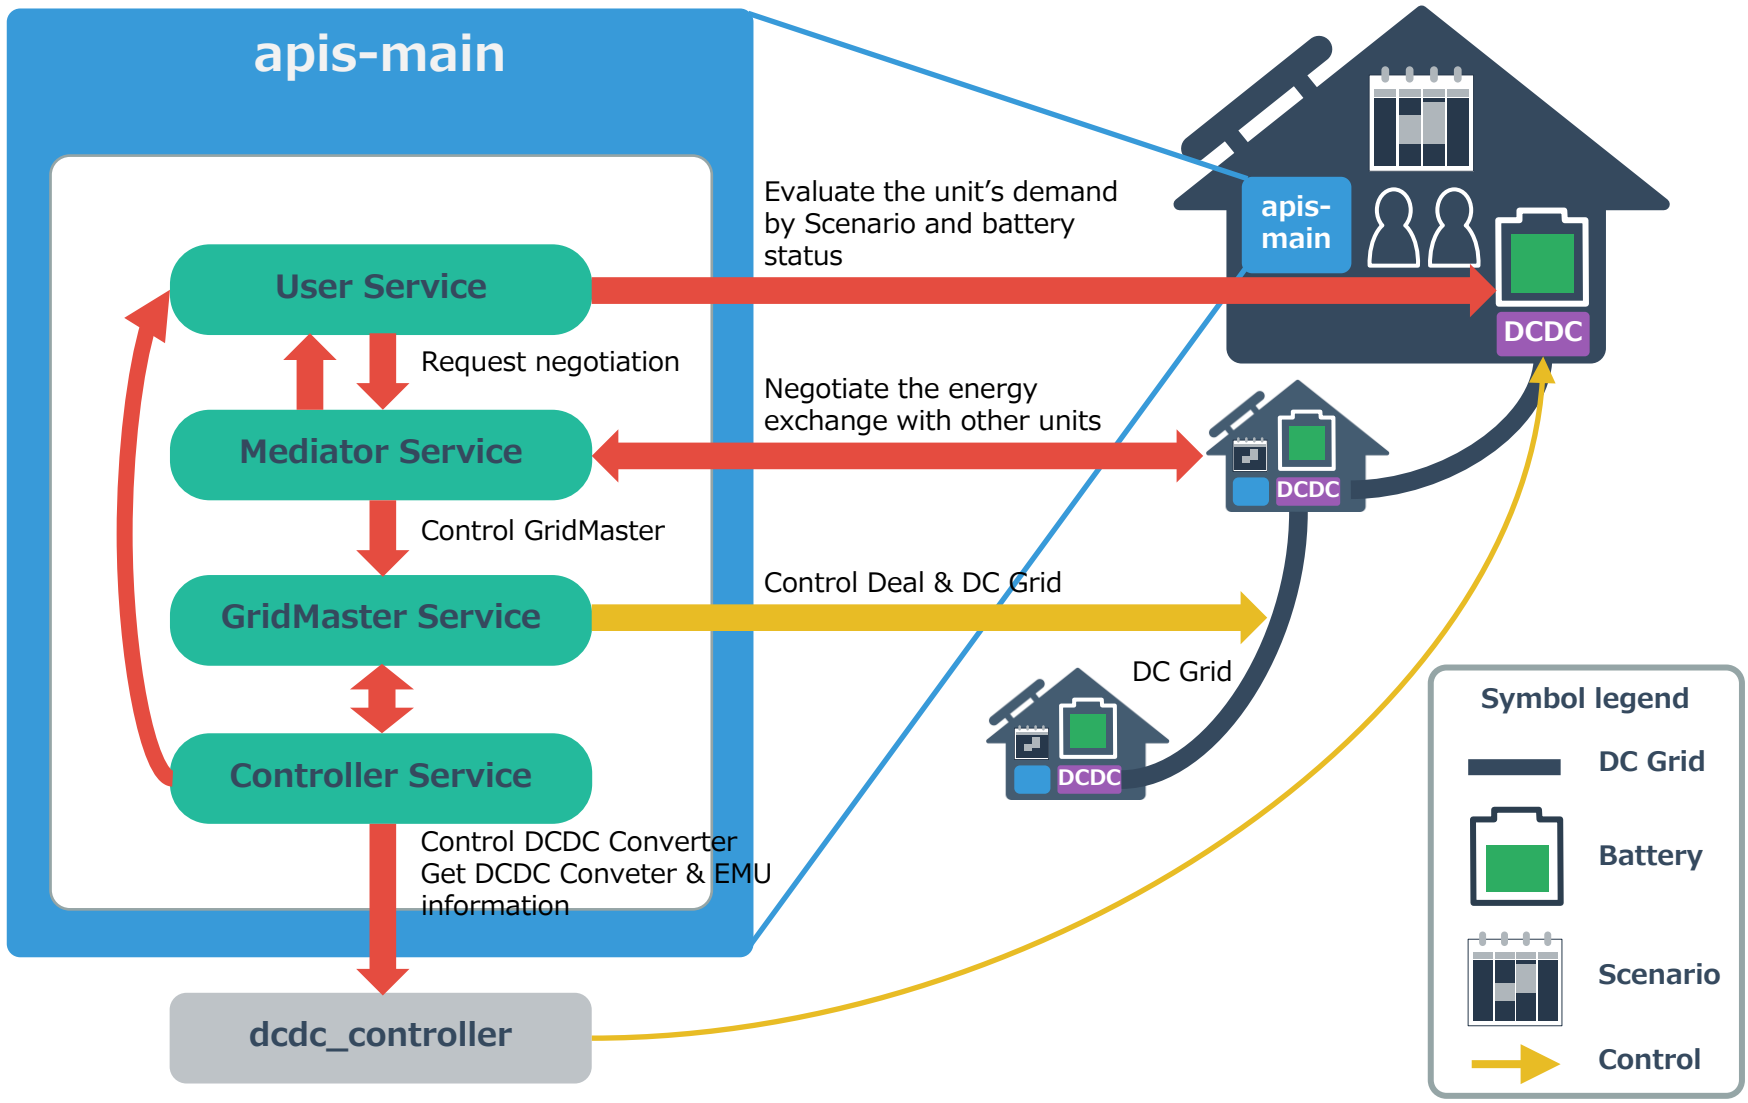 apis-main
Evaluate the unit’s demand
by Scenario and battery
status
apis-
main
User Service
DCDC
Request negotiation
Negotiate the energy
exchange with other units
Mediator Service
DCDC
Control GridMaster
Control Deal & DC Grid
GridMaster Service
DC Grid
DCDC
Controller Service
Control DCDC Converter
Get DCDC Conveter & EMU
information
dcdc_controller
Symbol legend
DC Grid
Battery
Scenario
Control